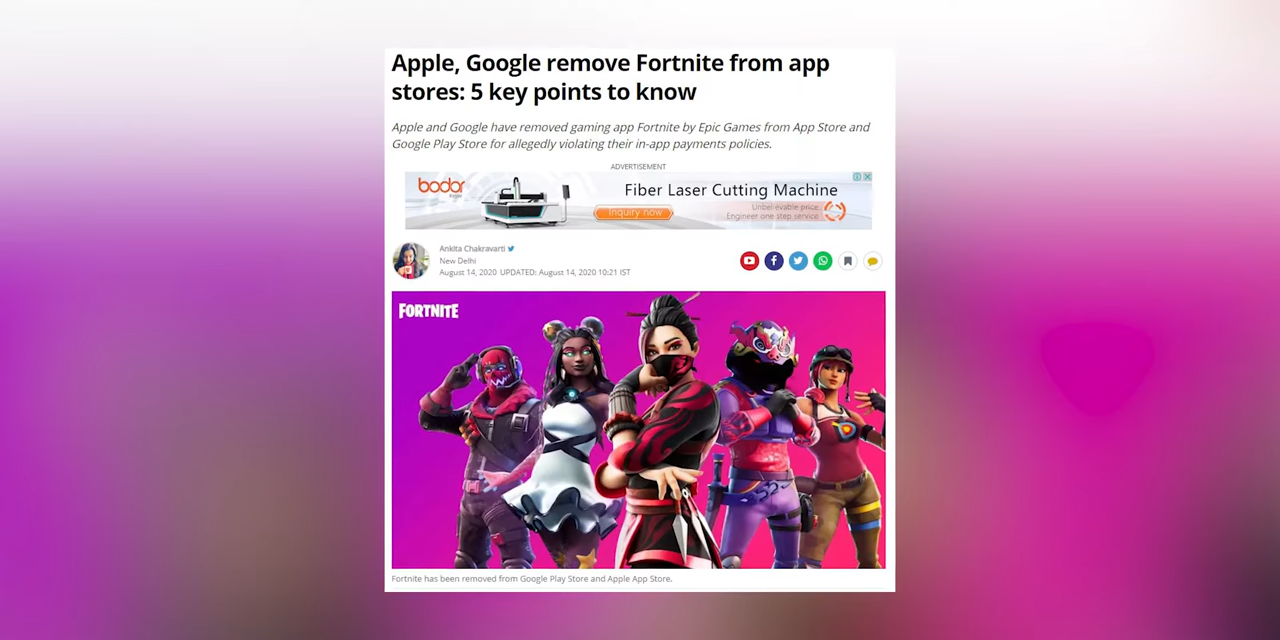 Apple, Google remove Fortnite from app
stores: 5 key points to know
Apple and Google have removed gaming app Fortnite by Epic Games from App Store and
Google Play Store for allegedly violating their in-app payments policies.
ADVERTISEMENT
bodor
Fiber Laser Cutting Machine
Inquiry now
Unbel-evable price
Engineer one step service
Ankita Chakravarti
New Delhi
August 14, 2020 UPDATED: August 14, 2020 10:21 IST
FORTNITE
Fortnite has been removed from Google Play Store and Apple App Store.